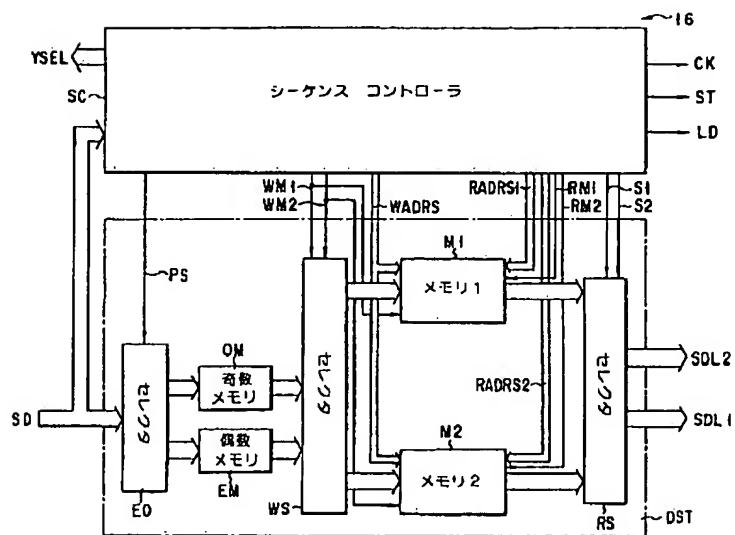 16
YSEL
CK
SC
シーケンス コントローラ
ST
LD
WM1
WM2
WADRS
RADRS1
RM1
RM2
S1
S2
PS
M1
メモリ1
OM
奇数
メモリ
セレクタ
セレクタ
セレクタ
RADRS2
SDL2
SD
偶数
メモリ
M2
SDL1
メモリ2
EO
EM
WS
RS
DST